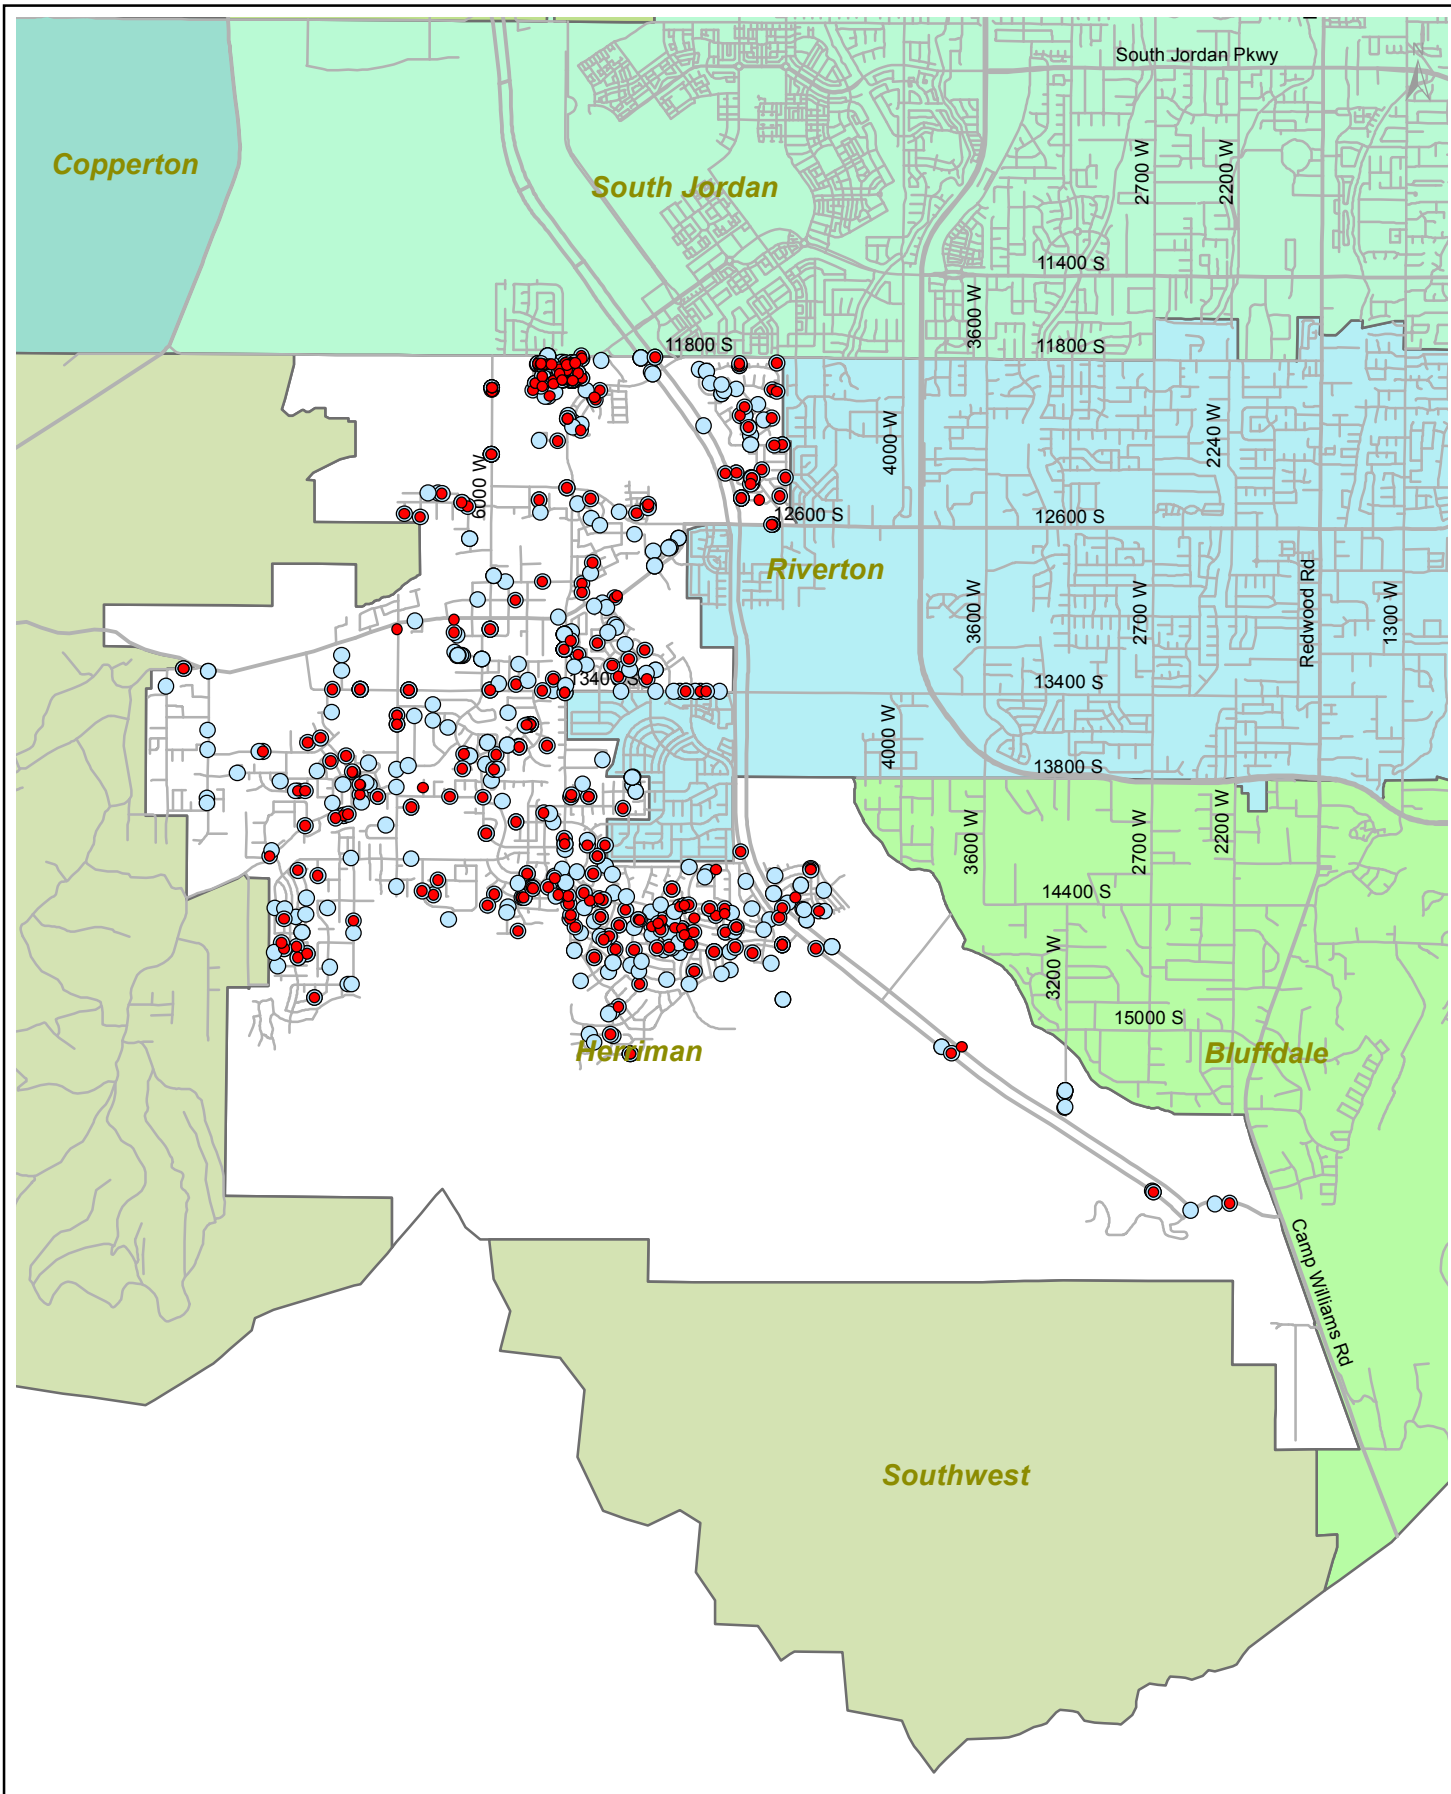 South Jordan Pkwy
Copperton
South Jordan
2700 W
2200 W
11400 S
3600 W
11800 S
11800 S
4000 W
2240 W
6000 W
12600 S
12600 S
Riverton
Redwood Rd
3600 W
2700 W
1300 W
13400 S
13400 S
4000 W
13800 S
3600 W
2700 W
2200 W
14400 S
3200 W
15000 S
Herriman
Bluffdale
Camp Williams Rd
Southwest